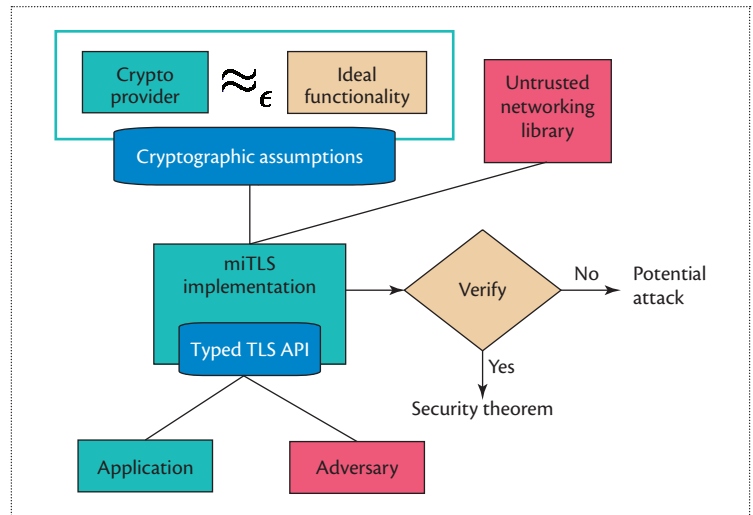 Crypto
provider
≈ϵ
Ideal
functionality
Untrusted
networking
library
Cryptographic assumptions
miTLS
implementation
Verify
No
Potential
attack
Typed TLS API
Yes
Security theorem
Application
Adversary